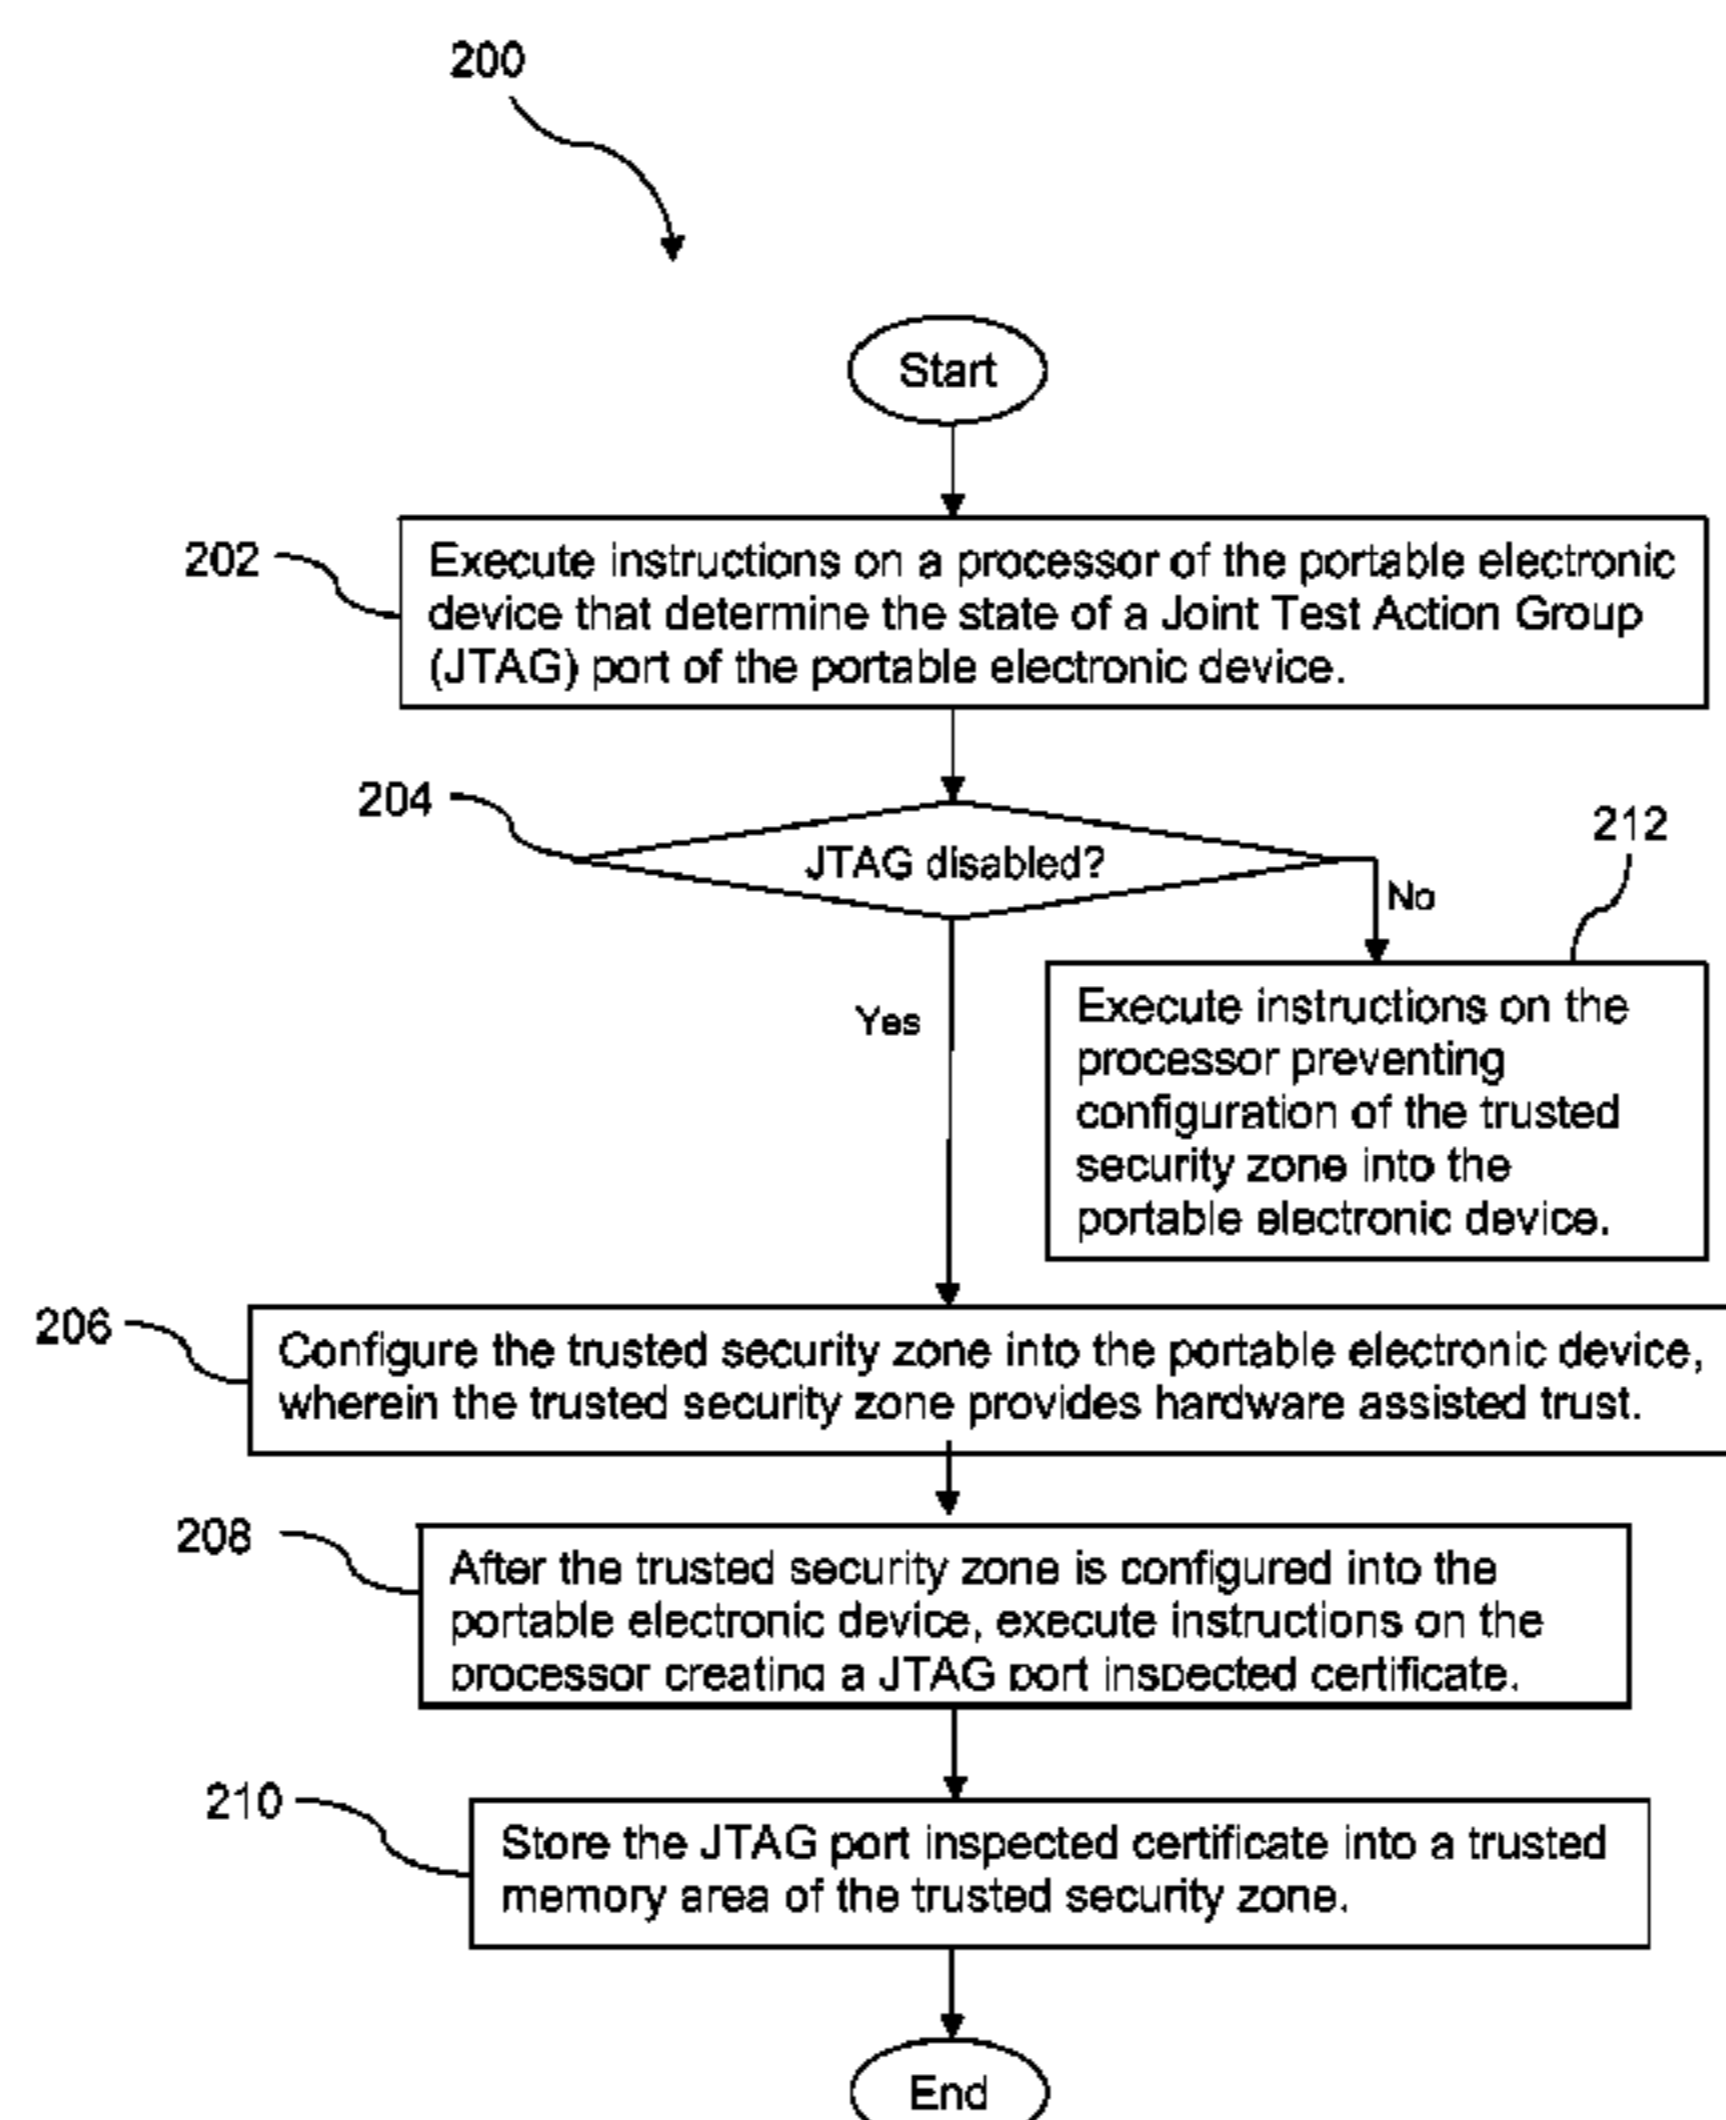 200
Start
202
Execute instructions on a processor of the portable electronic
device that determine the state of a Joint Test Action Group
(JTAG) port of the portable electronic device.
204
JTAG disabled?
212
No
Yes
Execute instructions on the
processor preventing
configuration of the trusted
security zone into the
portable electronic device.
206
Configure the trusted security zone into the portable electronic device,
wherein the trusted security zone provides hardware assisted trust.
208
After the trusted security zone is configured into the
portable electronic device, execute instructions on the
processor creating a JTAG port inspected certificate.
210
Store the JTAG port inspected certificate into a trusted
memory area of the trusted security zone.
End